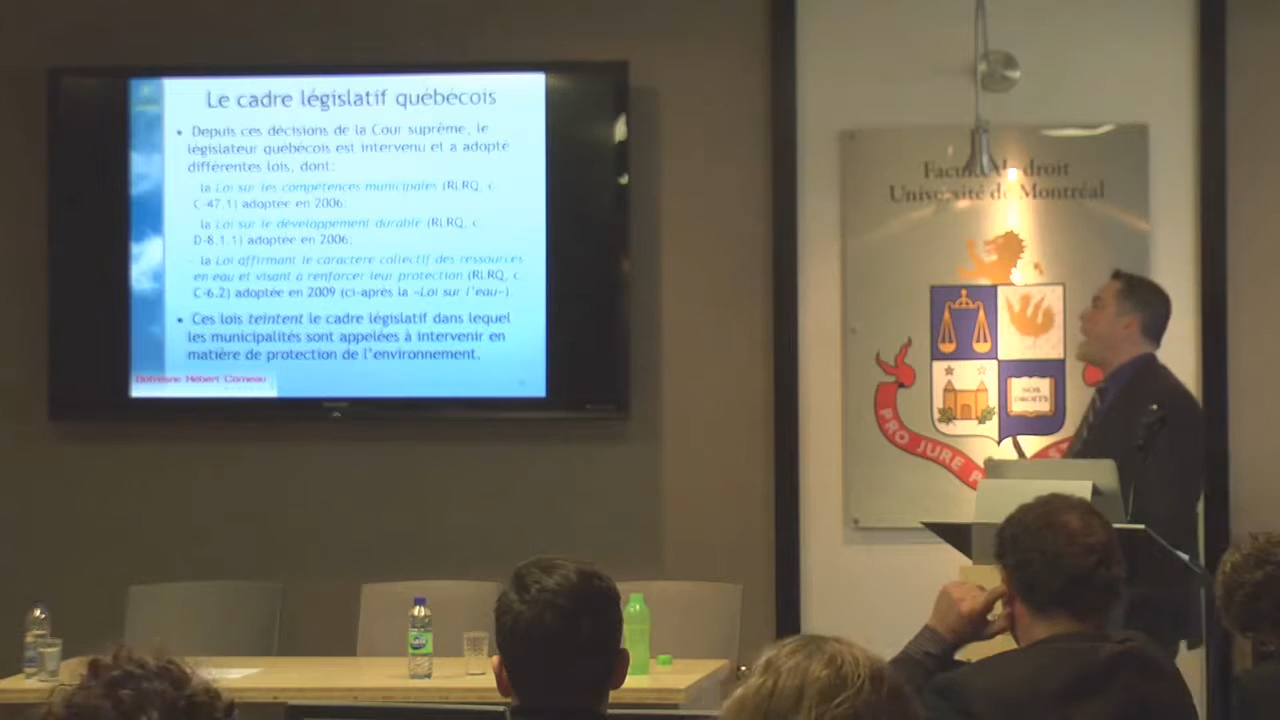 Le cadre législatif québécois
• Depuis ces décisions de la Cour suprême, le
législateur québécois est intervenu et a adopté
différentes lois, dont:
la Loi sur les compétences municipales (RLRQ, c.
C-47.1) adoptée en 2006;
la Loi sur le développement durable (RLRQ, c.
D-8.1.1) adoptée en 2006;
– la Loi affirmant le caractère collectif des ressources
en eau et visant à renforcer leur protection (RLRQ, c.
C-6.2) adoptée en 2009 (ci-après la «Loi sur l'eau»).
• Ces lois teintent le cadre législatif dans lequel
les municipalités sont appelées à intervenir en
matière de protection de l'environnement.
Dufresne Hébert Comeau
droit
Université de Montréal
NOS
DROITS
PRO JURE